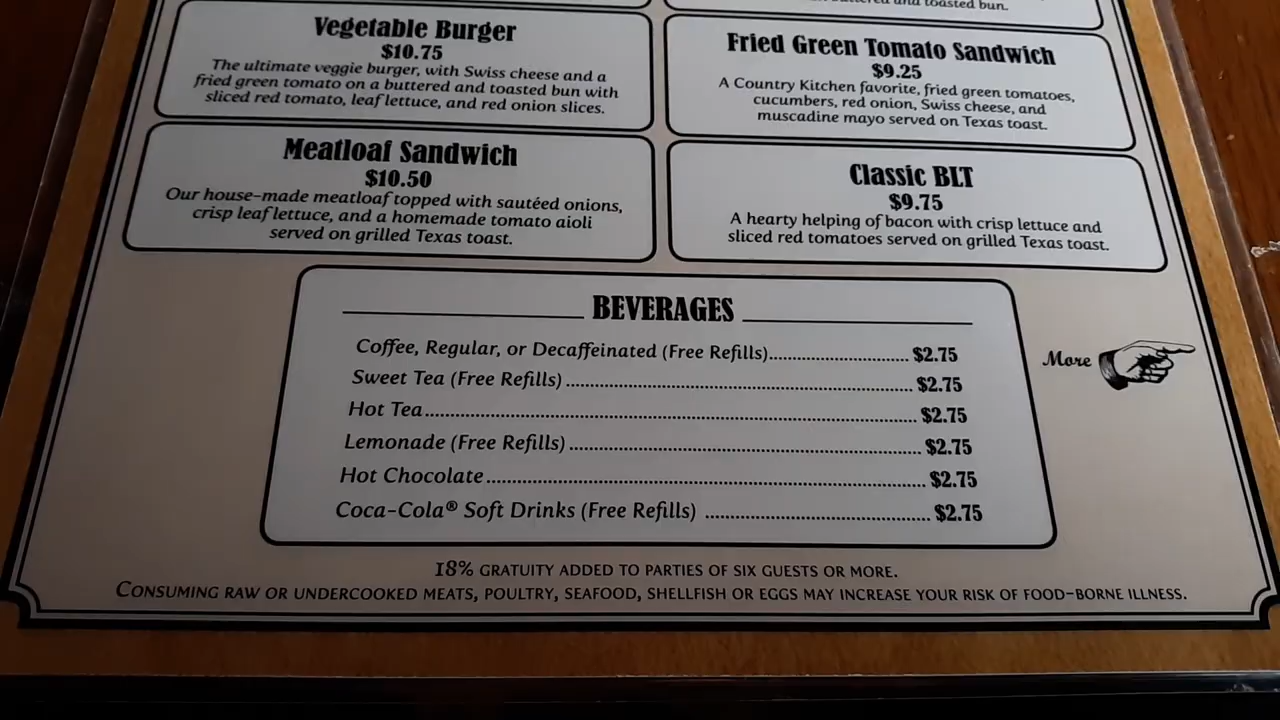 toasted bun.
Vegetable Burger
$10.75
The ultimate veggie burger, with Swiss cheese and a
fried green tomato on a buttered and toasted bun with
sliced red tomato, leaf lettuce, and red onion slices.
Fried Green Tomato Sandwich
$9.25
A Country Kitchen favorite, fried green tomatoes,
cucumbers, red onion, Swiss cheese, and
muscadine mayo served on Texas toast.
Meatloaf Sandwich
$10.50
Our house-made meatloaf topped with sautéed onions,
crisp leaf lettuce, and a homemade tomato aioli
served on grilled Texas toast.
Classic BLT
$9.75
A hearty helping of bacon with crisp lettuce and
sliced red tomatoes served on grilled Texas toast.
BEVERAGES
Coffee, Regular, or Decaffeinated (Free Refills)................................... $2.75
Sweet Tea (Free Refills) ........................................................................ $2.75
Hot Tea.................................................................................................... $2.75
Lemonade (Free Refills) ........................................................................ $2.75
Hot Chocolate......................................................................................... $2.75
Coca-Cola® Soft Drinks (Free Refills) .............................................. $2.75
More
18% GRATUITY ADDED TO PARTIES OF SIX GUESTS OR MORE.
CONSUMING RAW OR UNDERCOOKED MEATS, POULTRY, SEAFOOD, SHELLFISH OR EGGS MAY INCREASE YOUR RISK OF FOOD-BORNE ILLNESS.